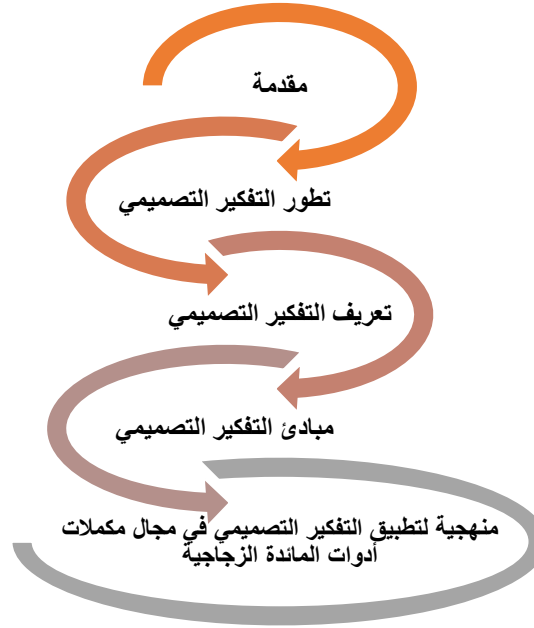 مقدمة
تطور التفكير التصميمي
تعريف التفكير التصميمي
مبادئ التفكير التصميمي
منهجية لتطبيق التفكير التصميمي في مجال مكملات
أدوات المائدة الزجاجية